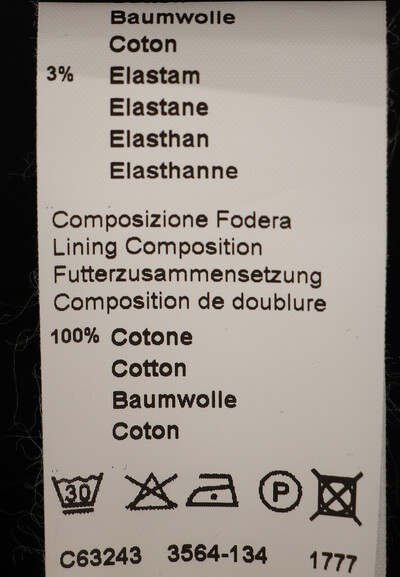 Baumwolle
Coton
3% Elastam
Elastane
Elasthan
Elasthanne
Composizione Fodera
Lining Composition
Futterzusammensetzung
Composition de doublure
100% Cotone
Cotton
Baumwolle
Coton
30 P
C63243 3564-134 1777